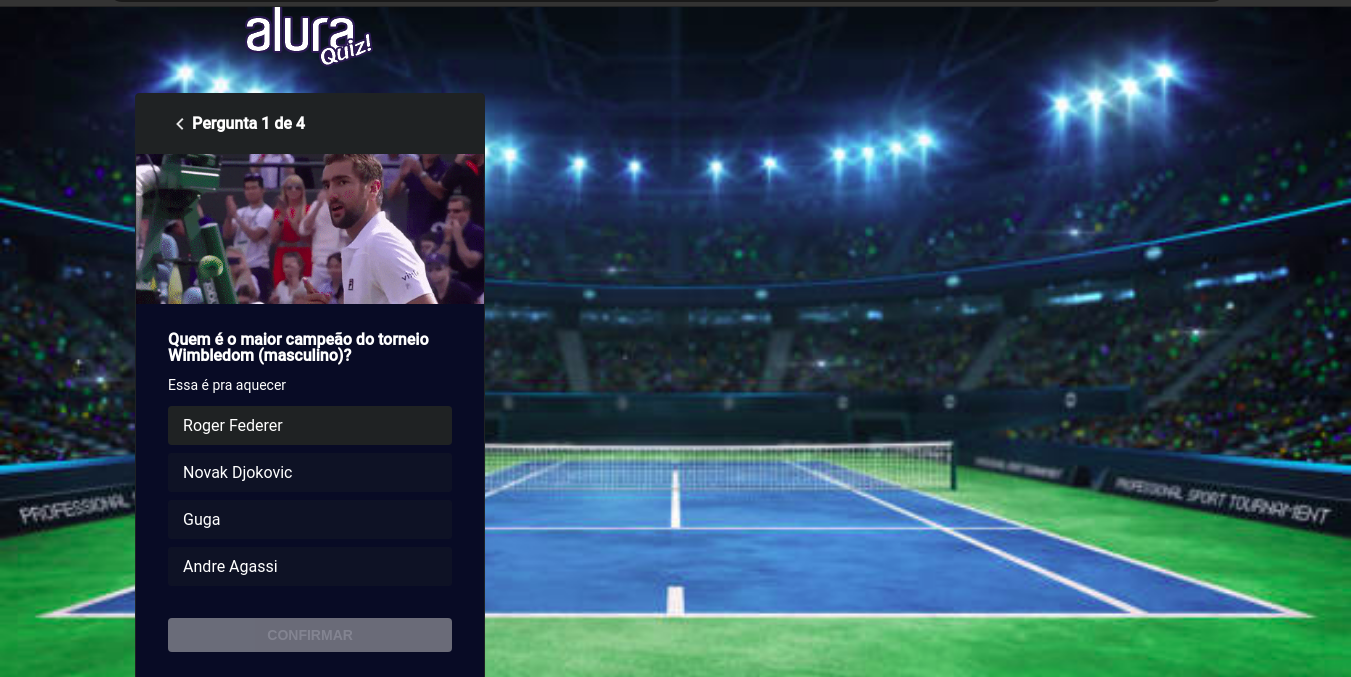 alura
Quiz!
Pergunta 1 de 4
Quem é o maior campeão do torneio
Wimbledom (masculino)?
Essa é pra aquecer
Roger Federer
Novak Djokovic
Guga
Andre Agassi
CONFIRMAR
PROFESSIONAL
PROFESSIONAL SPORT TOURNAMENT